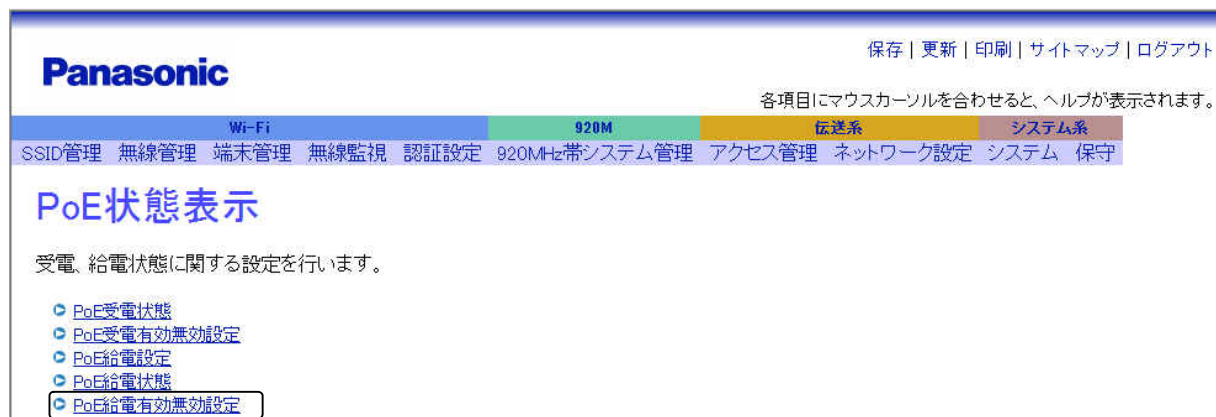 保存 | 更新 | 印刷 | サイトマップ | ログアウト
Panasonic
各項目にマウスカーソルを合わせると、ヘルプが表示されます。
Wi-Fi 920M 伝送系 システム系
SSID管理 無線管理 端末管理 無線監視 認証設定 920MHz帯システム管理 アクセス管理 ネットワーク設定 システム 保守
PoE状態表示
受電、給電状態に関する設定を行います。
PoE受電状態
PoE受電有効無効設定
PoE給電設定
PoE給電状態
PoE給電有効無効設定